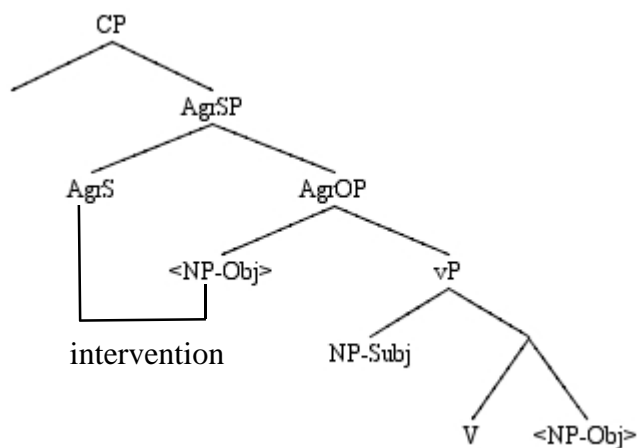 CP
AgrSP
AgrS AgrOP
<NP-Obj> vP
intervention
NP-Subj
V <NP-Obj>